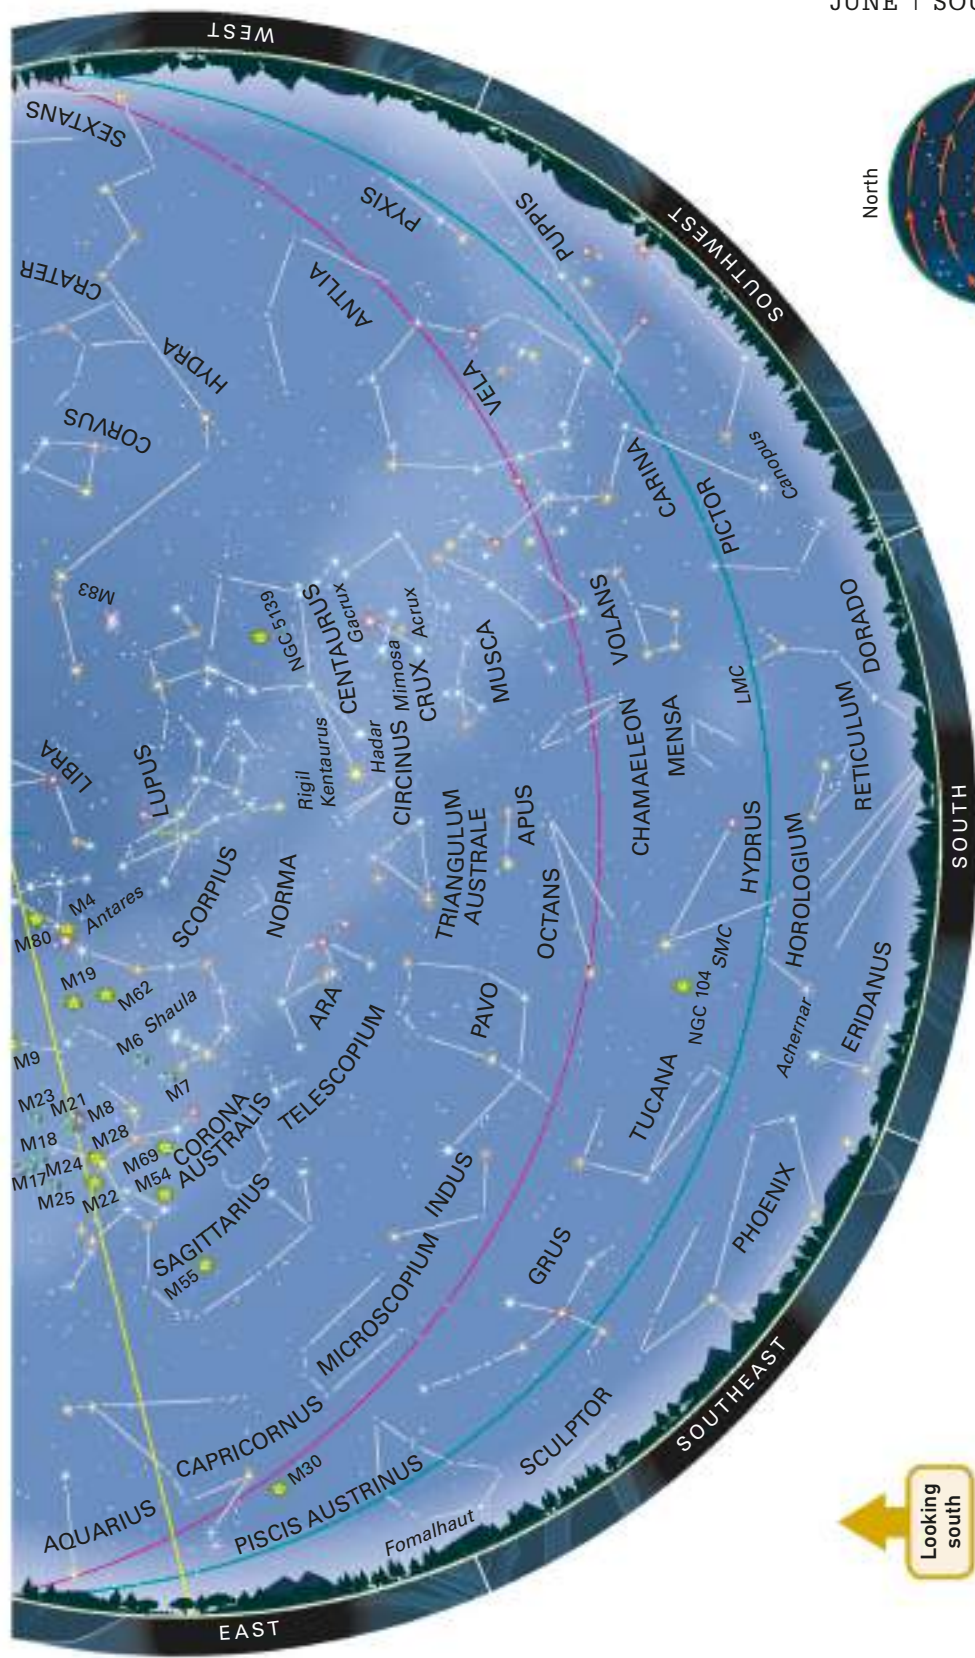 JUNE | SOU
WEST
SEXTANS
PYXIS
PUPPIS
SOUTHWEST
North
CRATER
ANTLIA
HYDRA
VELA
CORVUS
CARINA
Canopus
PICTOR
M83
NGC 5139
CENTAURUS
Gacrux
Acrux
Mimosa
CRUX
MUSCA
VOLANS
DORADO
LMC
LIBRA
LUPUS
Rigil
Kentaurus
Hadar
CIRCINUS
CHAMAELEON
MENSA
RETICULUM
SOUTH
TRIANGULUM
AUSTRALE
APUS
HYDRUS
HOROLOGIUM
M80
M4
Antares
SCORPIUS
NORMA
OCTANS
SMC
NGC 104
ERIDANUS
Achernar
M19
M62
ARA
PAVO
M9
M6
Shaula
TELESCOPIUM
TUCANA
M23
M21
M8
M7
M18
M28
CORONA
AUSTRALIS
M17
M24
M69
M25
M22
M54
SAGITTARIUS
M55
INDUS
GRUS
PHOENIX
MICROSCOPIUM
SCULPTOR
SOUTHEAST
CAPRICORNUS
M30
AQUARIUS
PISCIS AUSTRINUS
Fomalhaut
EAST
Looking
south